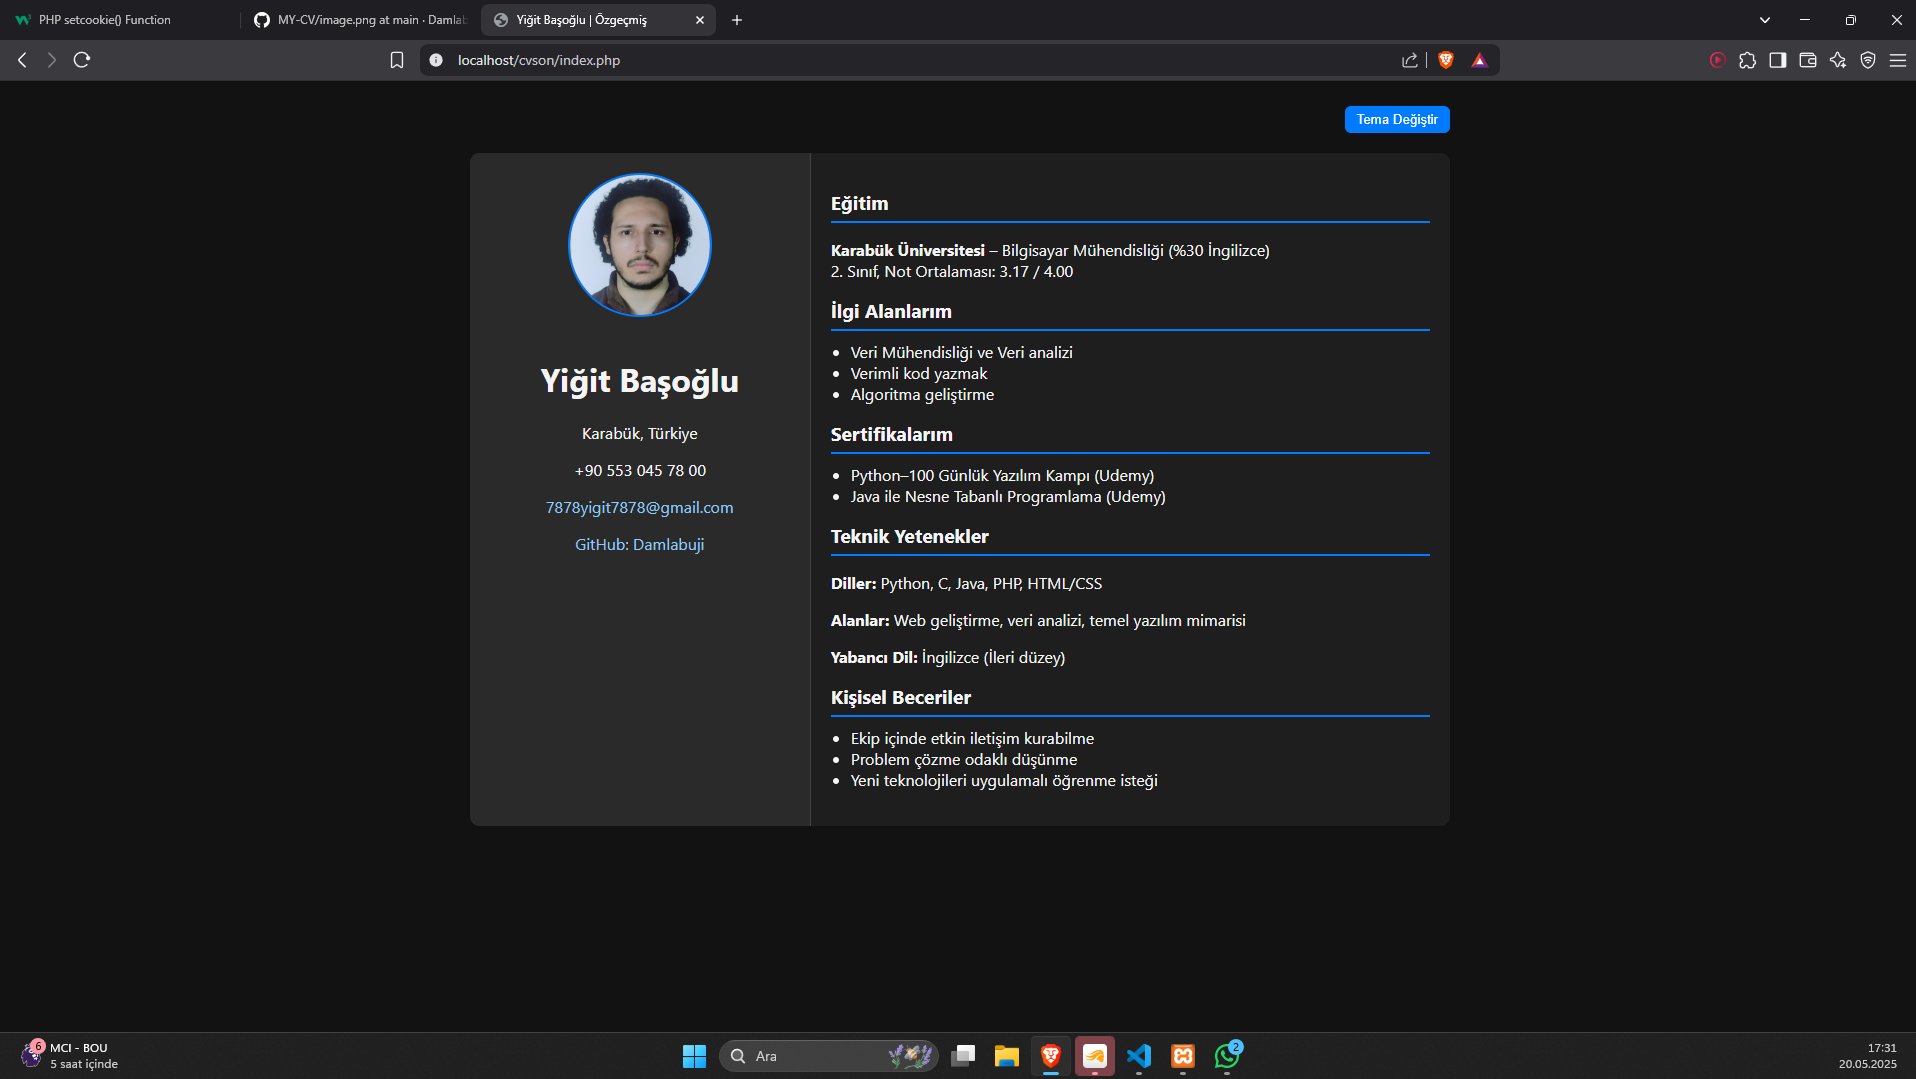 PHP setcookie() Function
MY-CV/image.png at main · Damlab
Yiğit Başoğlu | Özgeçmiş
localhost/cvson/index.php
Tema Değiştir
Yiğit Başoğlu
Karabük, Türkiye
+90 553 045 78 00
7878yigit7878@gmail.com
GitHub: Damlabuji
Eğitim
Karabük Üniversitesi – Bilgisayar Mühendisliği (%30 İngilizce)
2. Sınıf, Not Ortalaması: 3.17 / 4.00
İlgi Alanlarım
• Veri Mühendisliği ve Veri analizi
• Verimli kod yazmak
• Algoritma geliştirme
Sertifikalarım
• Python–100 Günlük Yazılım Kampı (Udemy)
• Java ile Nesne Tabanlı Programlama (Udemy)
Teknik Yetenekler
Diller: Python, C, Java, PHP, HTML/CSS
Alanlar: Web geliştirme, veri analizi, temel yazılım mimarisi
Yabancı Dil: İngilizce (İleri düzey)
Kişisel Beceriler
• Ekip içinde etkin iletişim kurabilme
• Problem çözme odaklı düşünme
• Yeni teknolojileri uygulamalı öğrenme isteği
6
MCI - BOU
5 saat içinde
Ara
2
17:31
20.05.2025